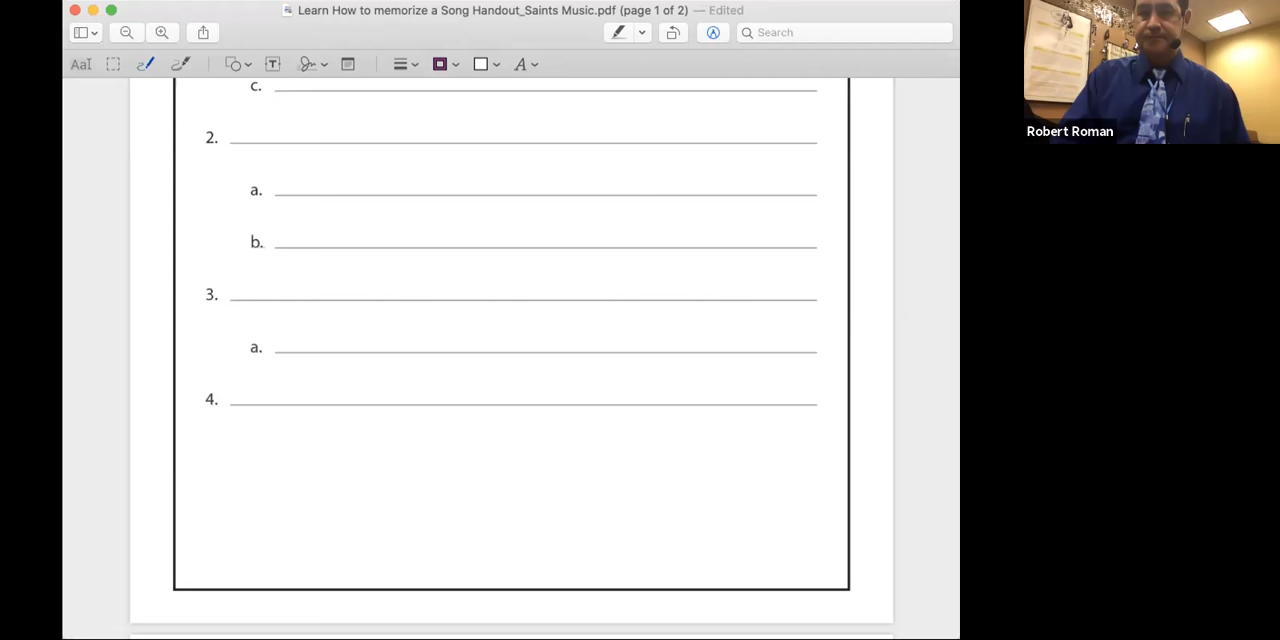 Learn How to memorize a Song Handout_Saints Music.pdf (page 1 of 2) — Edited
Search
AaI T A
c.
2.
a.
b.
3.
a.
4.
Robert Roman